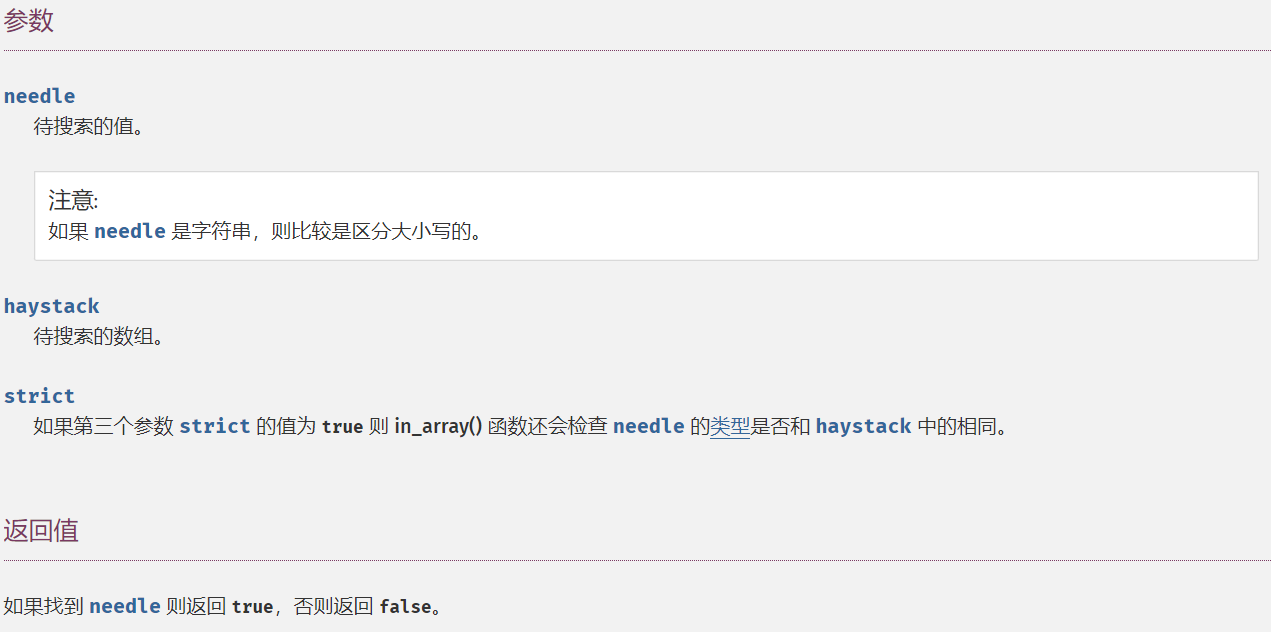 参数
needle
待搜索的值。
注意:
如果 needle 是字符串，则比较是区分大小写的。
haystack
待搜索的数组。
strict
如果第三个参数 strict 的值为 true 则 in_array() 函数还会检查 needle 的类型是否和 haystack 中的相同。
返回值
如果找到 needle 则返回 true，否则返回 false。